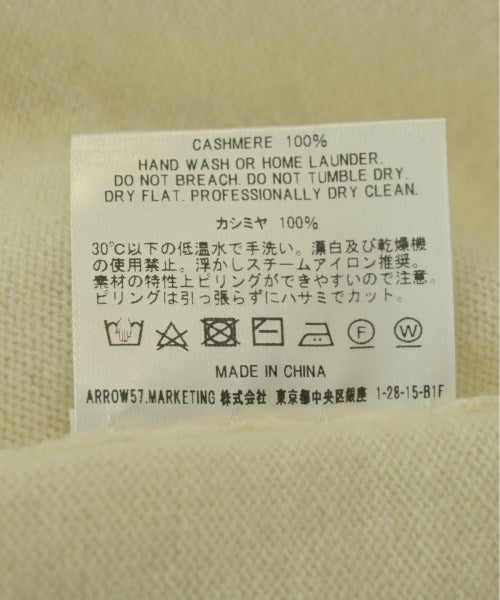 CASHMERE 100%
HAND WASH OR HOME LAUNDER.
DO NOT BREACH. DO NOT TUMBLE DRY.
DRY FLAT. PROFESSIONALLY DRY CLEAN.
カシミヤ 100%
30℃以下の低温水で手洗い。漂白及び乾燥機
の使用禁止。浮かしスチームアイロン推奨。
素材の特性上ピリングができやすいので注意。
ピリングは引っ張らずにハサミでカット。
F W
MADE IN CHINA
ARROW57.MARKETING 株式会社 東京都中央区銀座 1-28-15-B1F